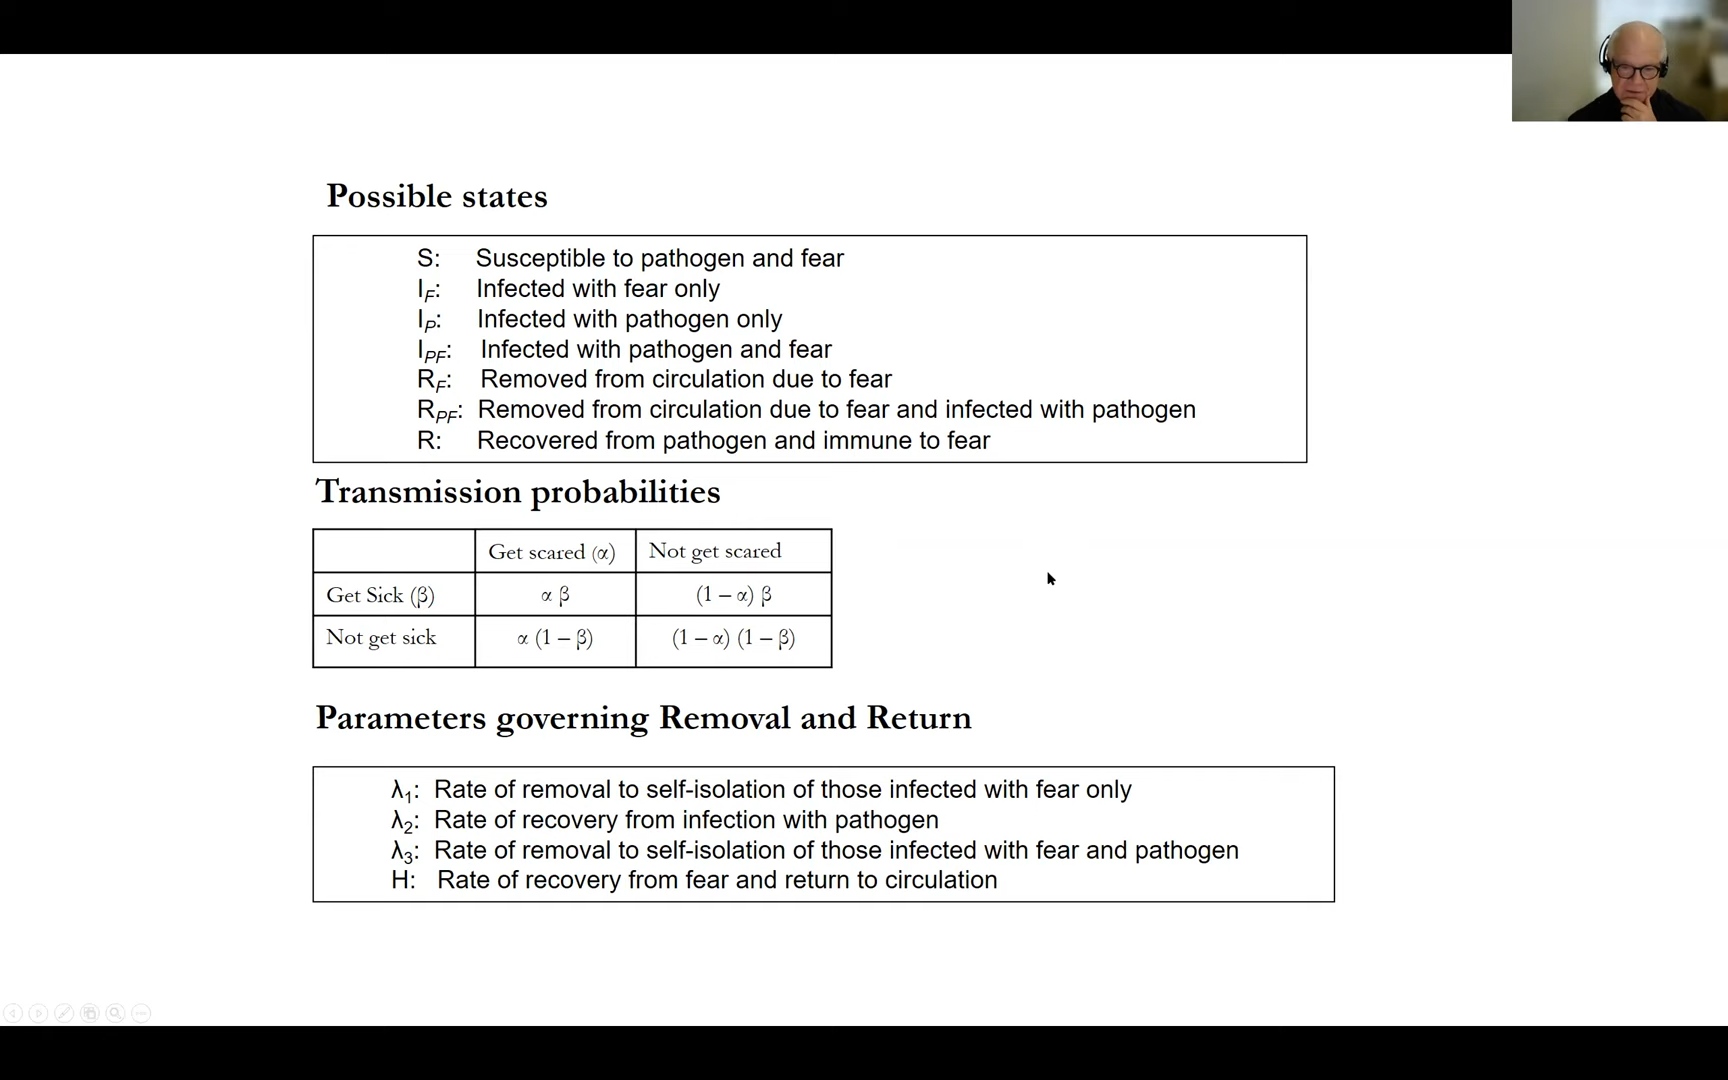 Possible states
S: Susceptible to pathogen and fear
I_F: Infected with fear only
I_P: Infected with pathogen only
I_PF: Infected with pathogen and fear
R_F: Removed from circulation due to fear
R_PF: Removed from circulation due to fear and infected with pathogen
R: Recovered from pathogen and immune to fear
Transmission probabilities
Get scared (α) Not get scared
Get Sick (β) α β (1 – α) β
Not get sick α (1 – β) (1 – α) (1 – β)
Parameters governing Removal and Return
λ₁: Rate of removal to self-isolation of those infected with fear only
λ₂: Rate of recovery from infection with pathogen
λ₃: Rate of removal to self-isolation of those infected with fear and pathogen
H: Rate of recovery from fear and return to circulation